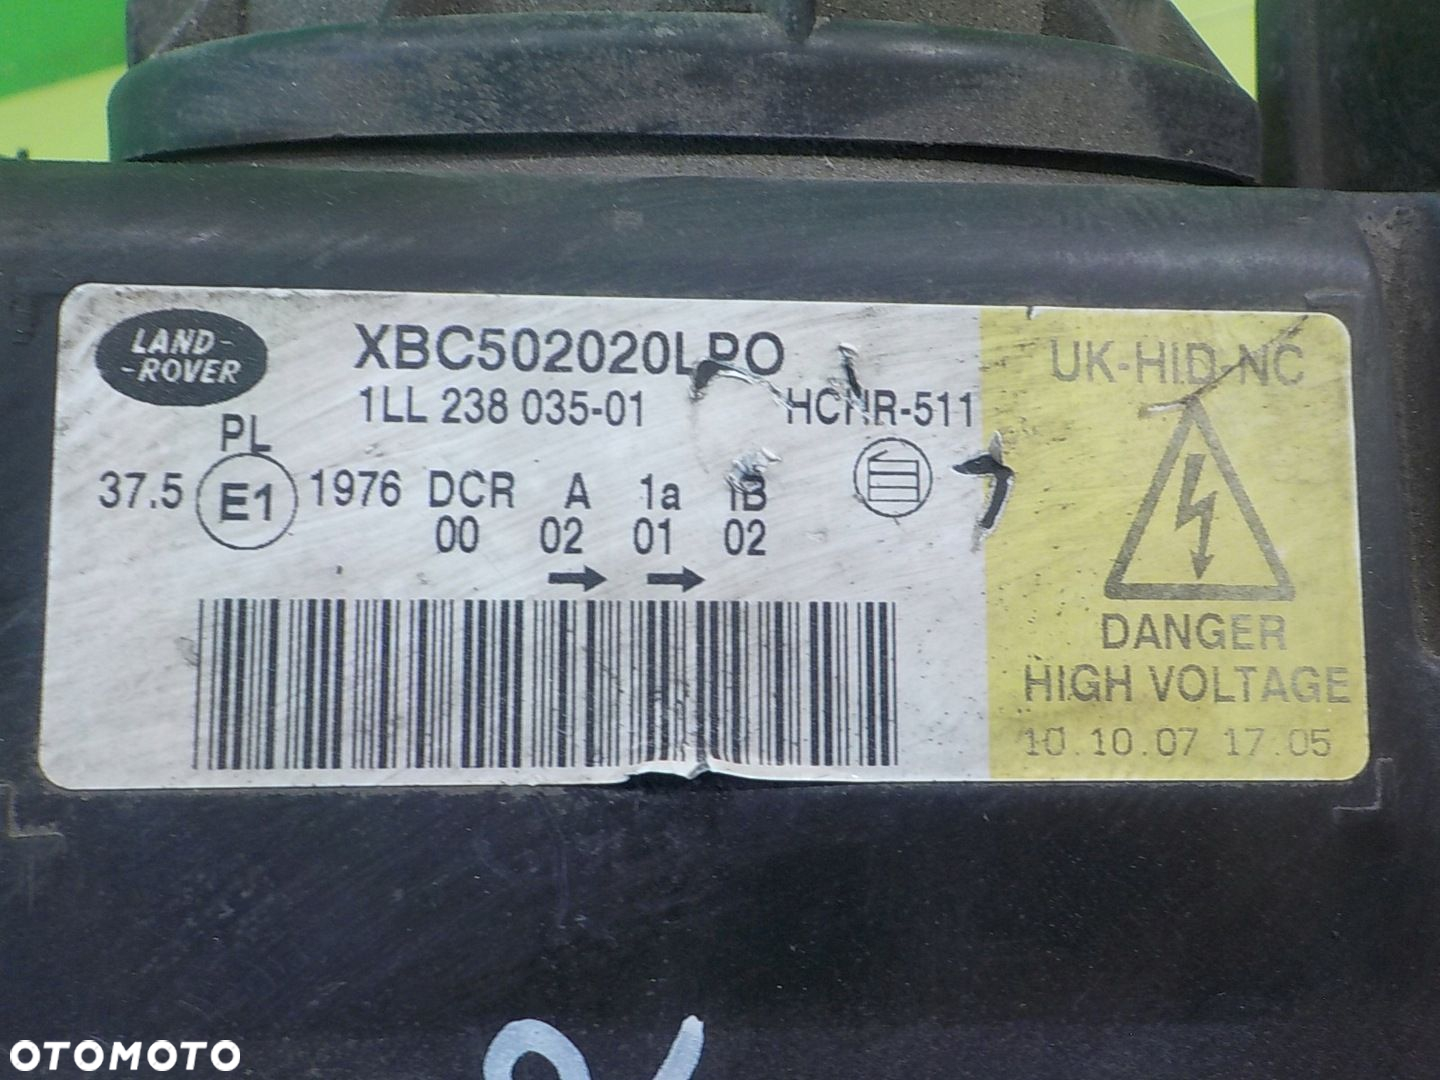 LAND-
-ROVER
XBC502020LPO
1LL 238 035-01 HCHR-511
PL
37.5 E1 1976 DCR A 1a IB
00 02 01 02
UK-HID-NC
DANGER
HIGH VOLTAGE
10.10.07 17.05
OTOMOTO